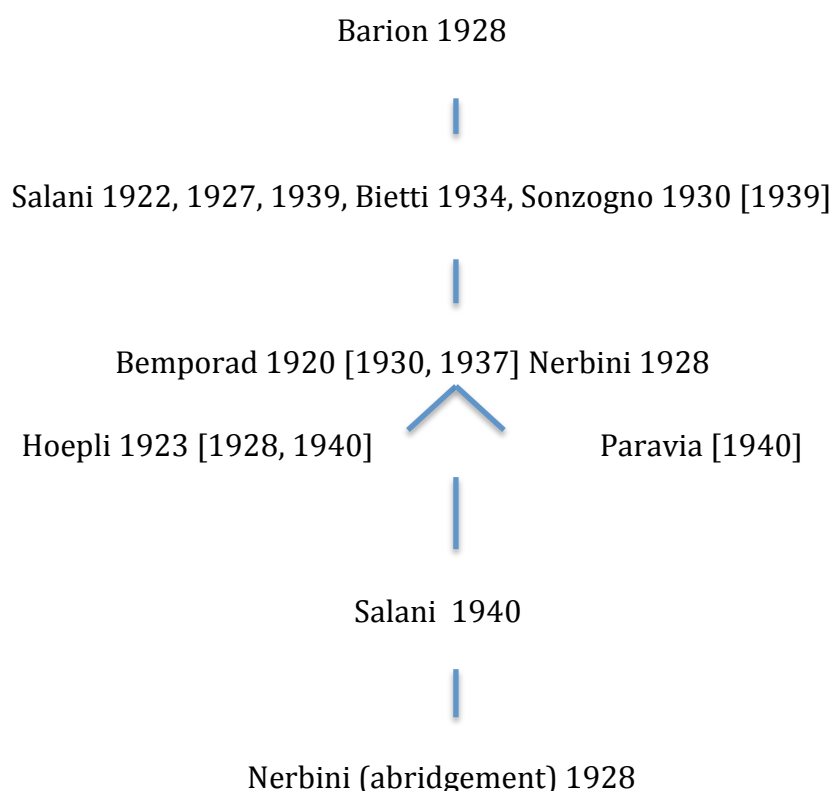 Barion 1928
Salani 1922, 1927, 1939, Bietti 1934, Sonzogno 1930 [1939]
Bemporad 1920 [1930, 1937] Nerbini 1928
Hoepli 1923 [1928, 1940] Paravia [1940]
Salani 1940
Nerbini (abridgement) 1928